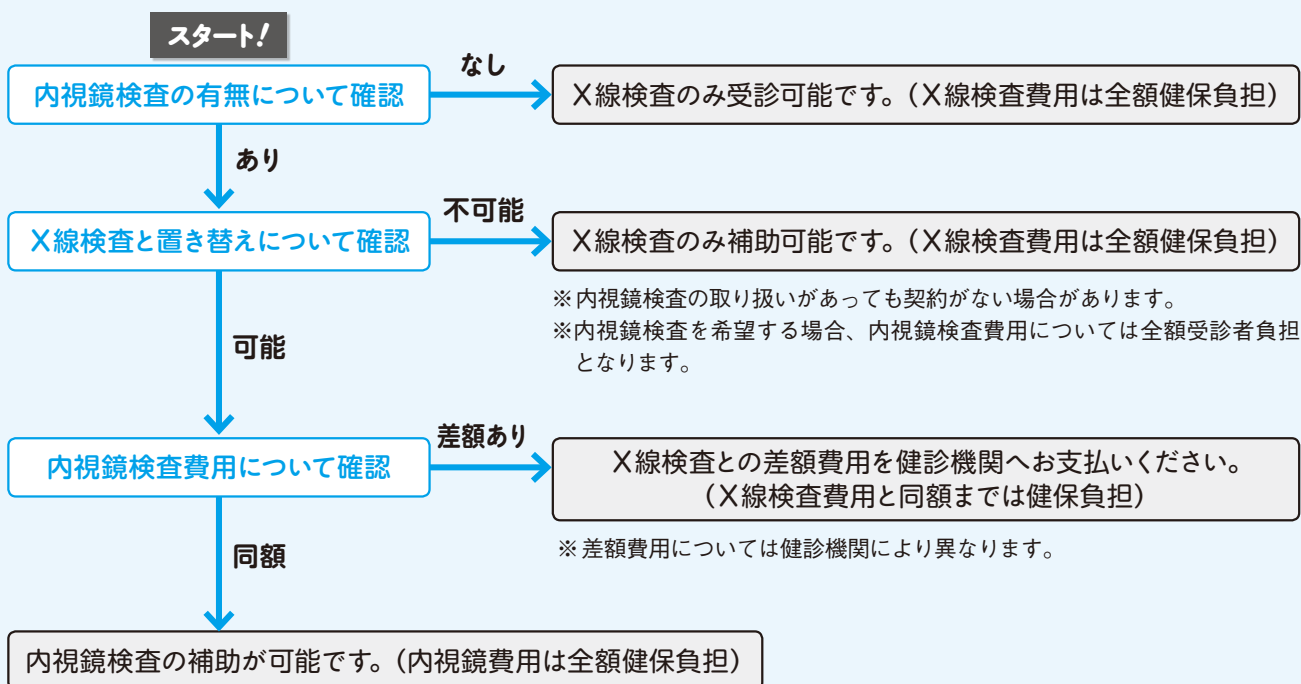 スタート!
内視鏡検査の有無について確認
なし
X線検査のみ受診可能です。(X線検査費用は全額健保負担)
あり
X線検査と置き替えについて確認
不可能
X線検査のみ補助可能です。(X線検査費用は全額健保負担)
※内視鏡検査の取り扱いがあっても契約がない場合があります。
※内視鏡検査を希望する場合、内視鏡検査費用については全額受診者負担
となります。
可能
内視鏡検査費用について確認
差額あり
X線検査との差額費用を健診機関へお支払いください。
(X線検査費用と同額までは健保負担)
※差額費用については健診機関により異なります。
同額
内視鏡検査の補助が可能です。(内視鏡費用は全額健保負担)